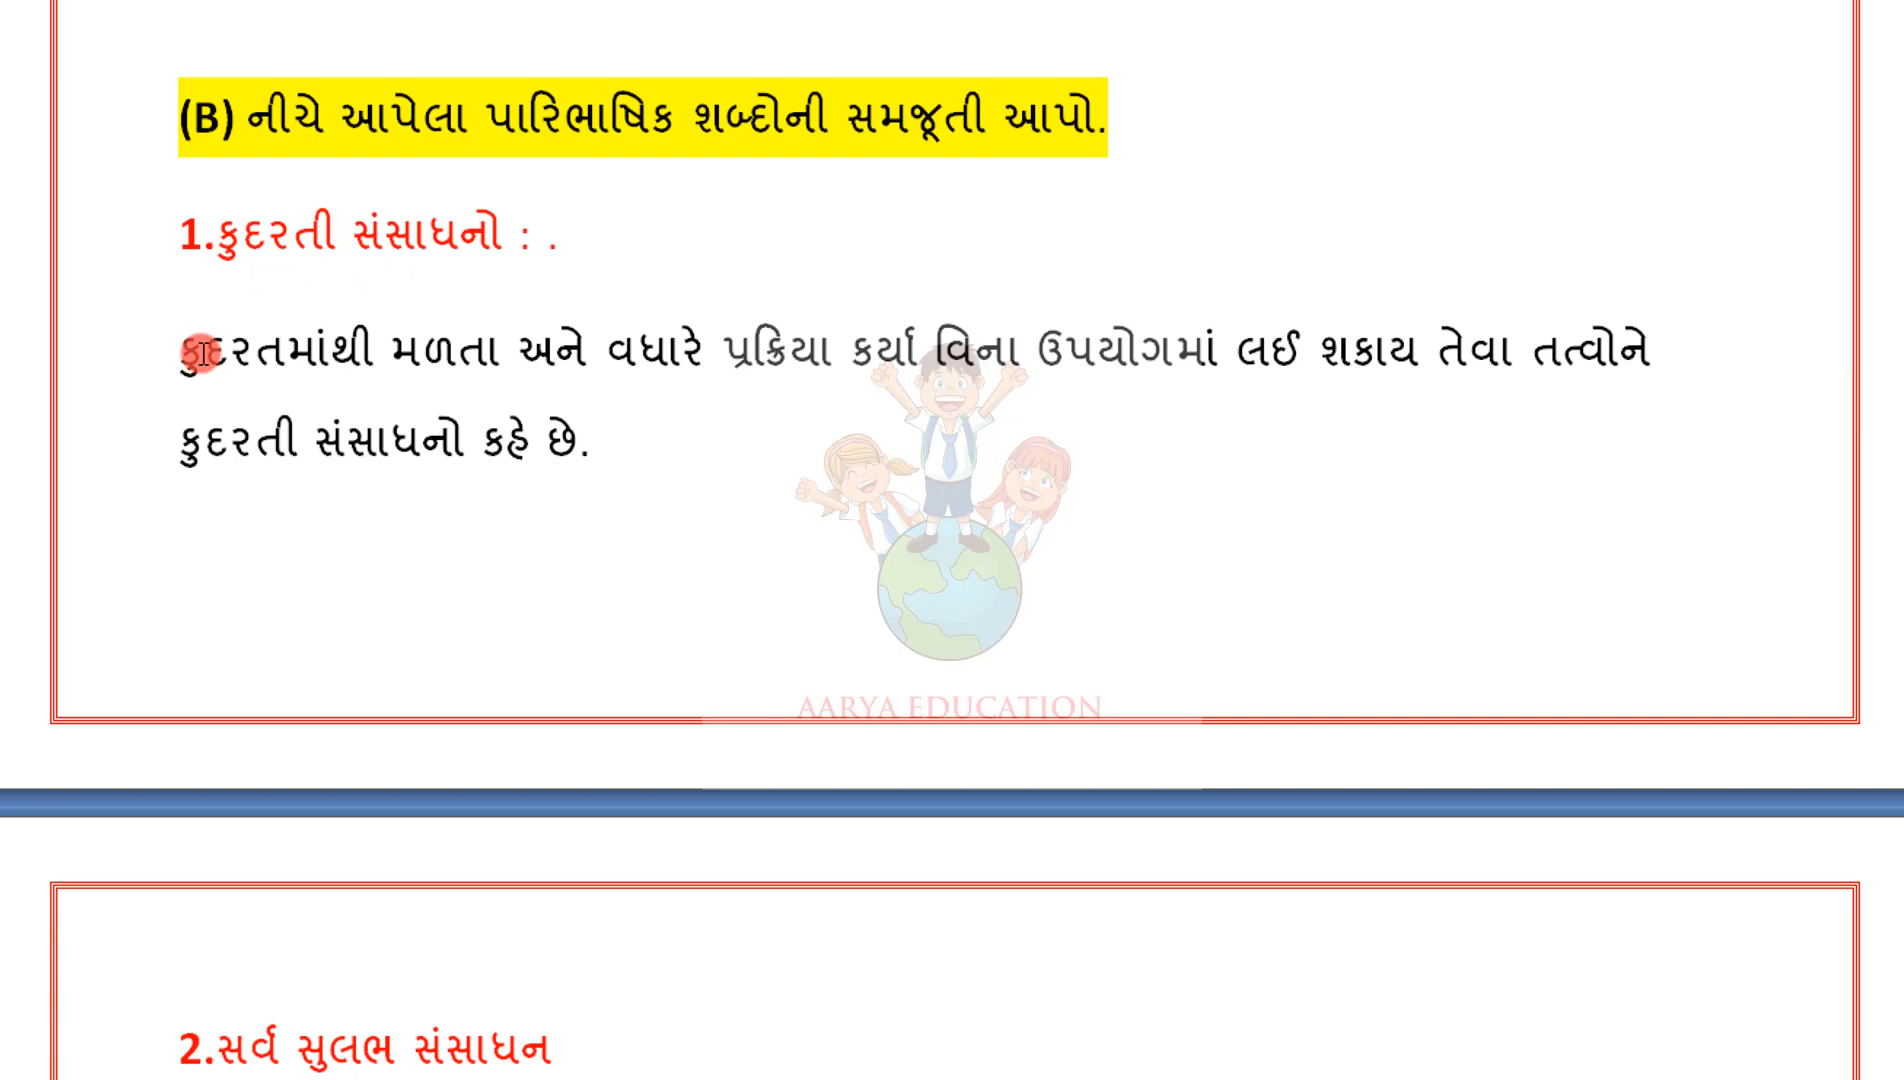 (B) નીચે આપેલા પારિભાષિક શબ્દોની સમજૂતી આપો.
1.કુદરતી સંસાધનો : .
કુદરતમાંથી મળતા અને વધારે પ્રક્રિયા કર્યા વિના ઉપયોગમાં લઈ શકાય તેવા તત્વોને
કુદરતી સંસાધનો કહે છે.
AARYA EDUCATION
2.સર્વ સુલભ સંસાધન